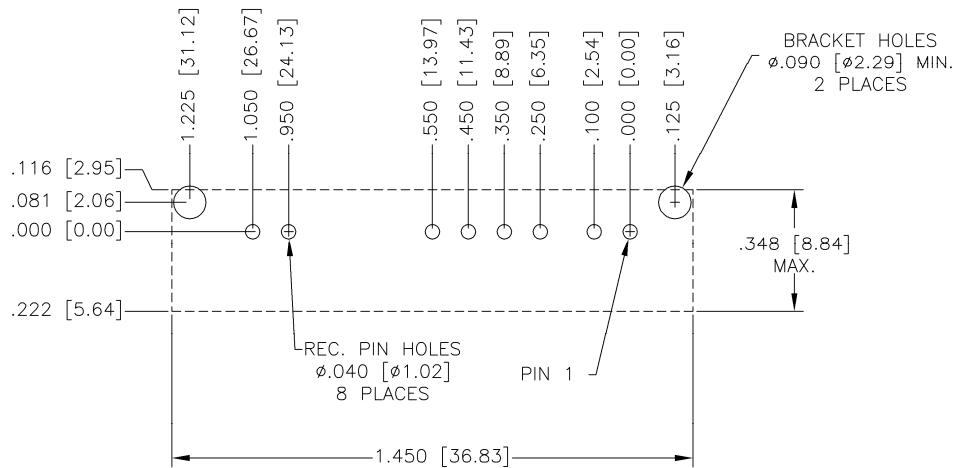 1.225 [31.12]
1.050 [26.67]
.950 [24.13]
.550 [13.97]
.450 [11.43]
.350 [8.89]
.250 [6.35]
.100 [2.54]
.000 [0.00]
.125 [3.16]
BRACKET HOLES
ø.090 [ø2.29] MIN.
2 PLACES
.116 [2.95]
.081 [2.06]
.000 [0.00]
.222 [5.64]
.348 [8.84]
MAX.
REC. PIN HOLES
ø.040 [ø1.02]
8 PLACES
PIN 1
1.450 [36.83]